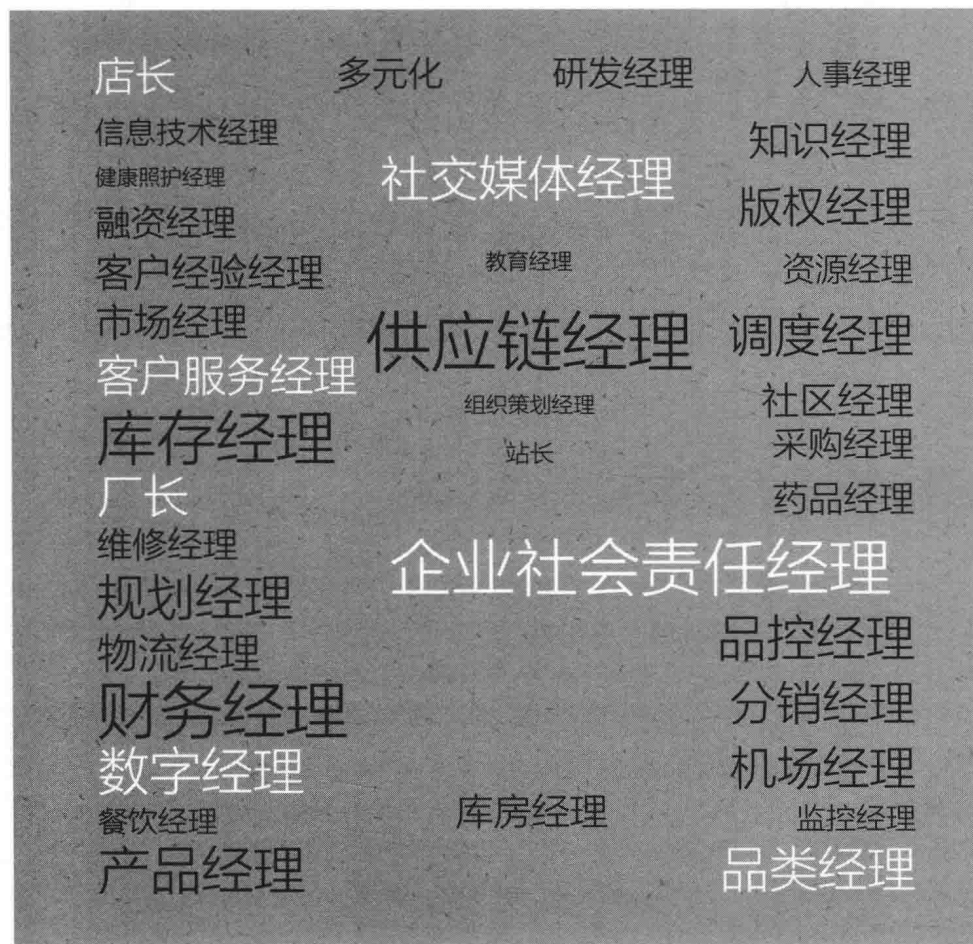 店长
多元化
研发经理
人事经理
信息技术经理
知识经理
健康照护经理
社交媒体经理
融资经理
版权经理
客户经验经理
教育经理
资源经理
市场经理
供应链经理
调度经理
客户服务经理
组织策划经理
社区经理
库存经理
站长
采购经理
厂长
药品经理
维修经理
企业社会责任经理
规划经理
品控经理
物流经理
财务经理
分销经理
数字经理
机场经理
餐饮经理
库房经理
监控经理
产品经理
品类经理